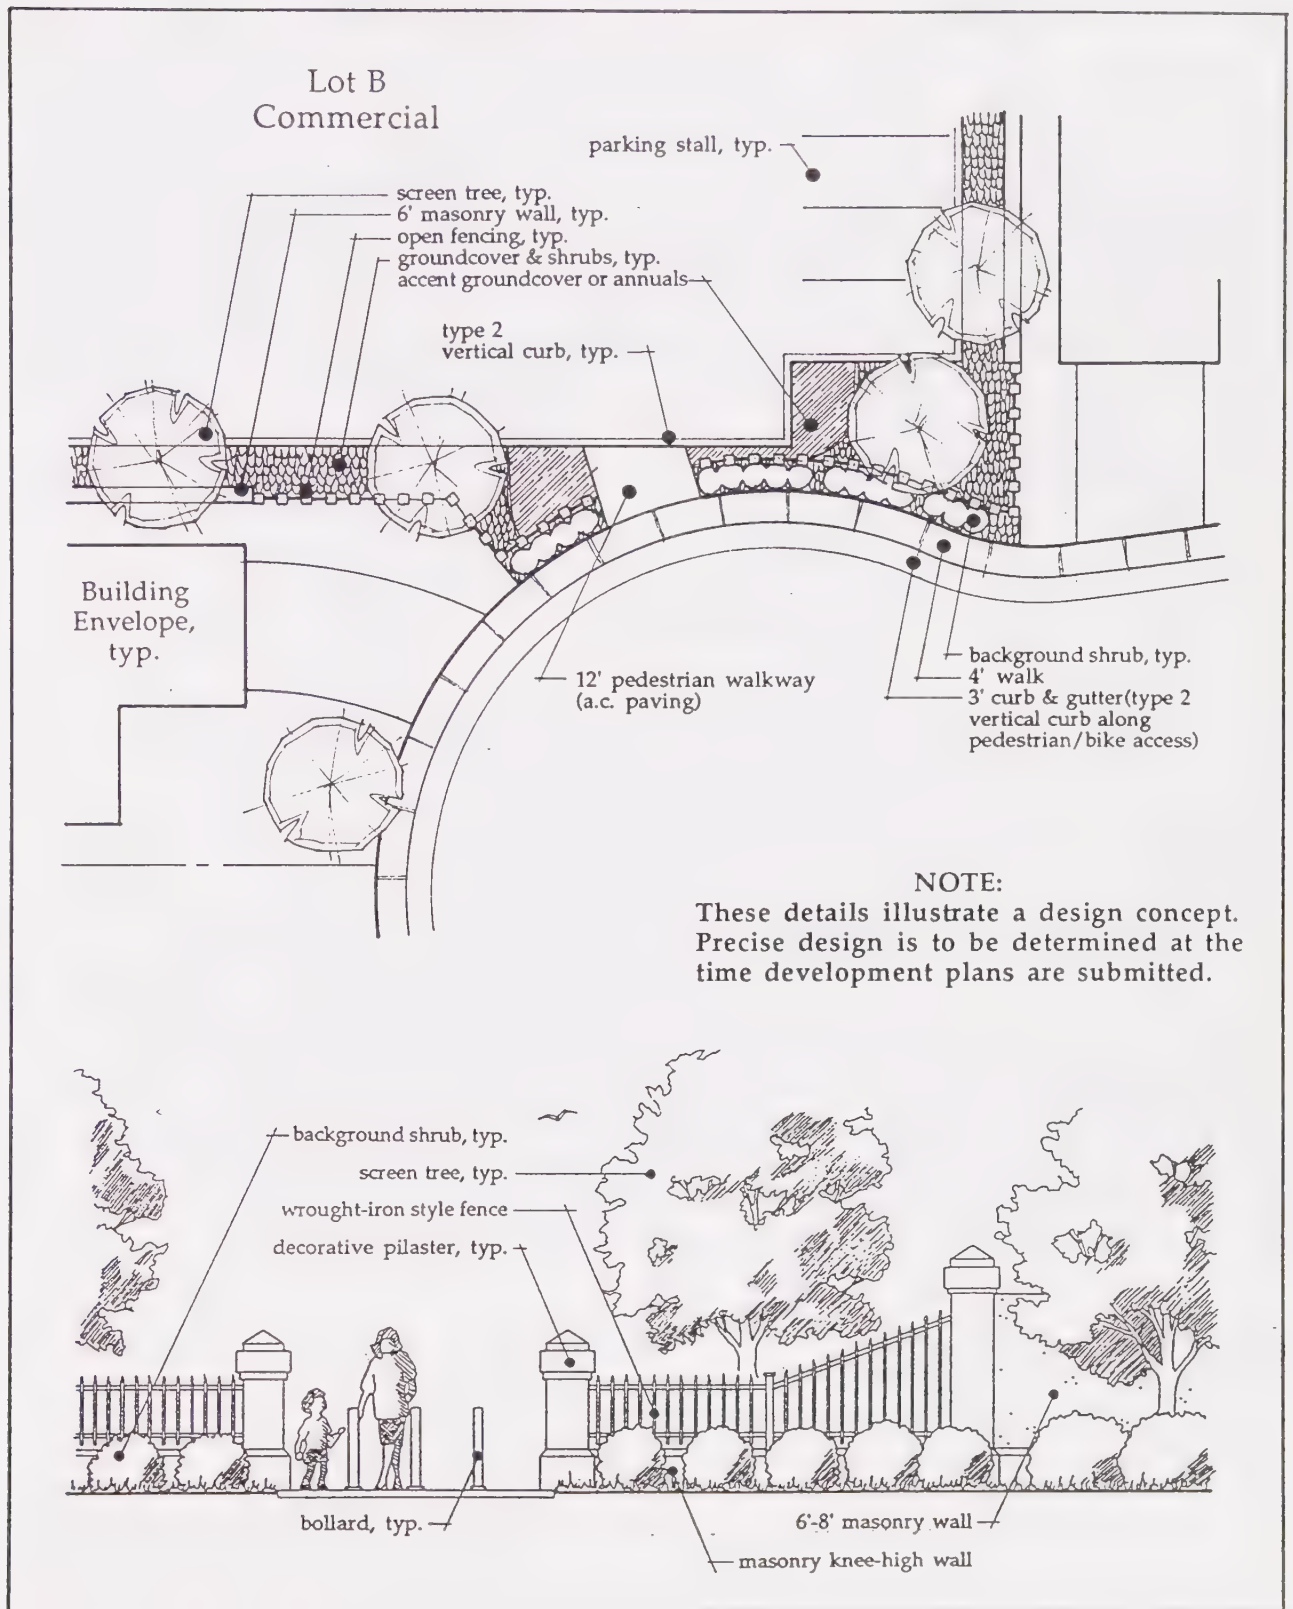 Lot B
Commercial
parking stall, typ.
screen tree, typ.
6' masonry wall, typ.
open fencing, typ.
groundcover & shrubs, typ.
accent groundcover or annuals
type 2
vertical curb, typ.
Building
Envelope,
typ.
12' pedestrian walkway
(a.c. paving)
background shrub, typ.
4' walk
3' curb & gutter(type 2
vertical curb along
pedestrian/bike access)
NOTE:
These details illustrate a design concept.
Precise design is to be determined at the
time development plans are submitted.
background shrub, typ.
screen tree, typ.
wrought-iron style fence
decorative pilaster, typ.
bollard, typ.
6'-8' masonry wall
masonry knee-high wall